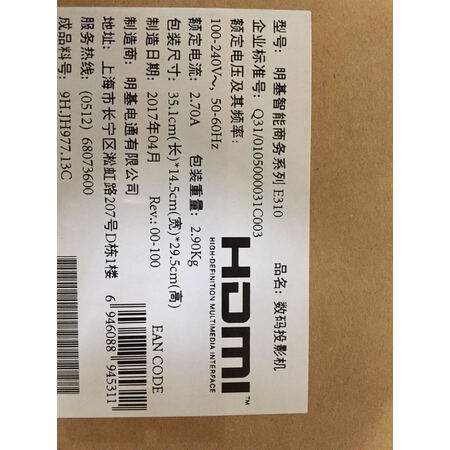 型号: 明基智能商务系列 E310 品名: 数码投影机
企业标准号: Q31/0105000031C003
额定电压及其频率:
100-240V~, 50-60Hz
额定电流: 2.70A 包装重量: 2.90Kg
包装尺寸: 35.1cm(长)*14.5cm(宽)*29.5cm(高)
制造日期: 2017年04月 Rev.: 00-100
制造商: 明基电通有限公司
地址: 上海市长宁区淞虹路207号D栋1楼
服务热线: (0512) 68073600
成品料号: 9H.JH977.13C
HDMI™
HIGH-DEFINITION MULTIMEDIA INTERFACE
EAN CODE
6 946088 945311